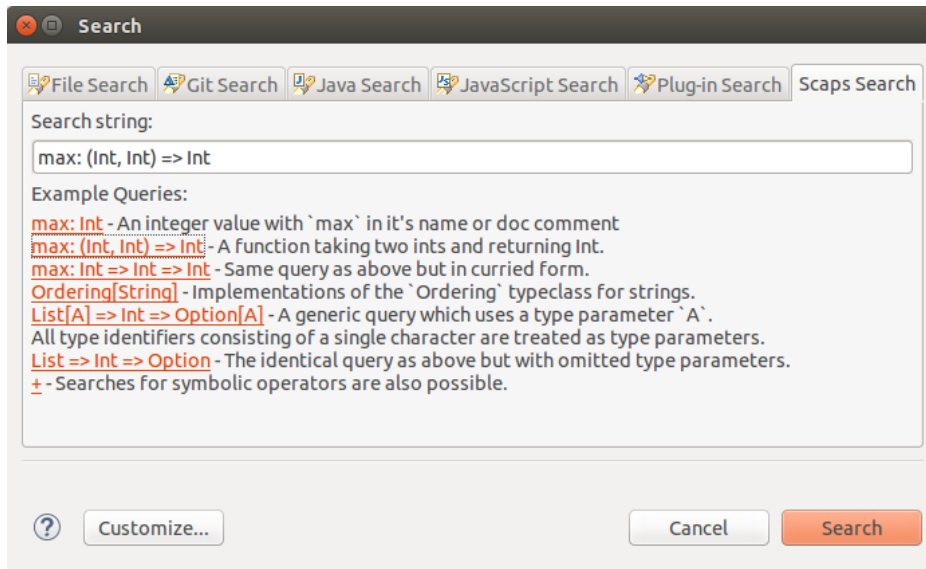 Search
File Search Git Search Java Search JavaScript Search Plug-in Search Scaps Search
Search string:
max: (Int, Int) => Int
Example Queries:
max: Int - An integer value with `max` in it's name or doc comment
max: (Int, Int) => Int - A function taking two ints and returning Int.
max: Int => Int => Int - Same query as above but in curried form.
Ordering[String] - Implementations of the `Ordering` typeclass for strings.
List[A] => Int => Option[A] - A generic query which uses a type parameter `A`.
All type identifiers consisting of a single character are treated as type parameters.
List => Int => Option - The identical query as above but with omitted type parameters.
+ - Searches for symbolic operators are also possible.
? Customize... Cancel Search